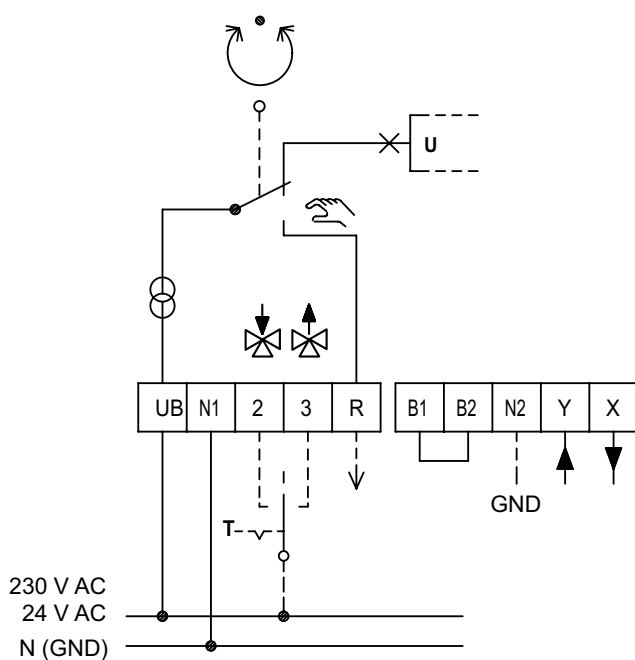 U
UB N1 2 3 R B1 B2 N2 Y X
GND
T
230 V AC
24 V AC
N (GND)